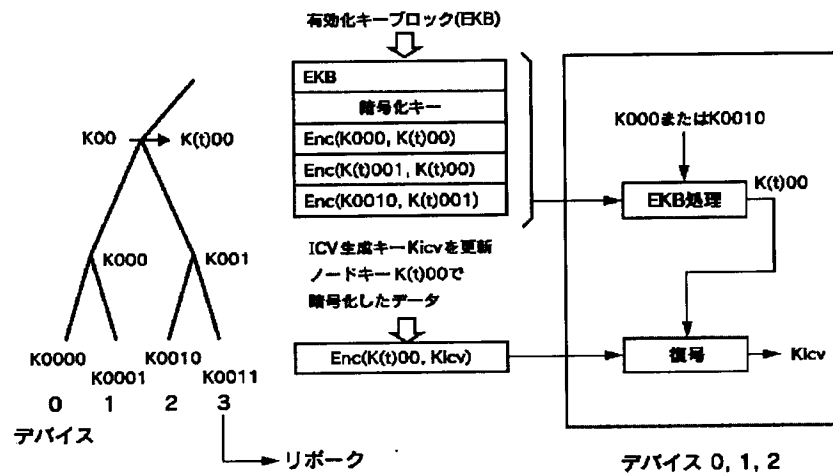 有効化キーブロック(EKB)
EKB
暗号化キー
Enc(K000, K(t)00)
Enc(K(t)001, K(t)00)
Enc(K0010, K(t)001)
K00
K(t)00
K000
K001
K0000
K0001
K0010
K0011
0 1 2 3
デバイス
リボーク
ICV生成キーKicvを更新
ノードキーK(t)00で
暗号化したデータ
Enc(K(t)00, Kicv)
K000またはK0010
EKB処理
K(t)00
復号
Kicv
デバイス 0, 1, 2